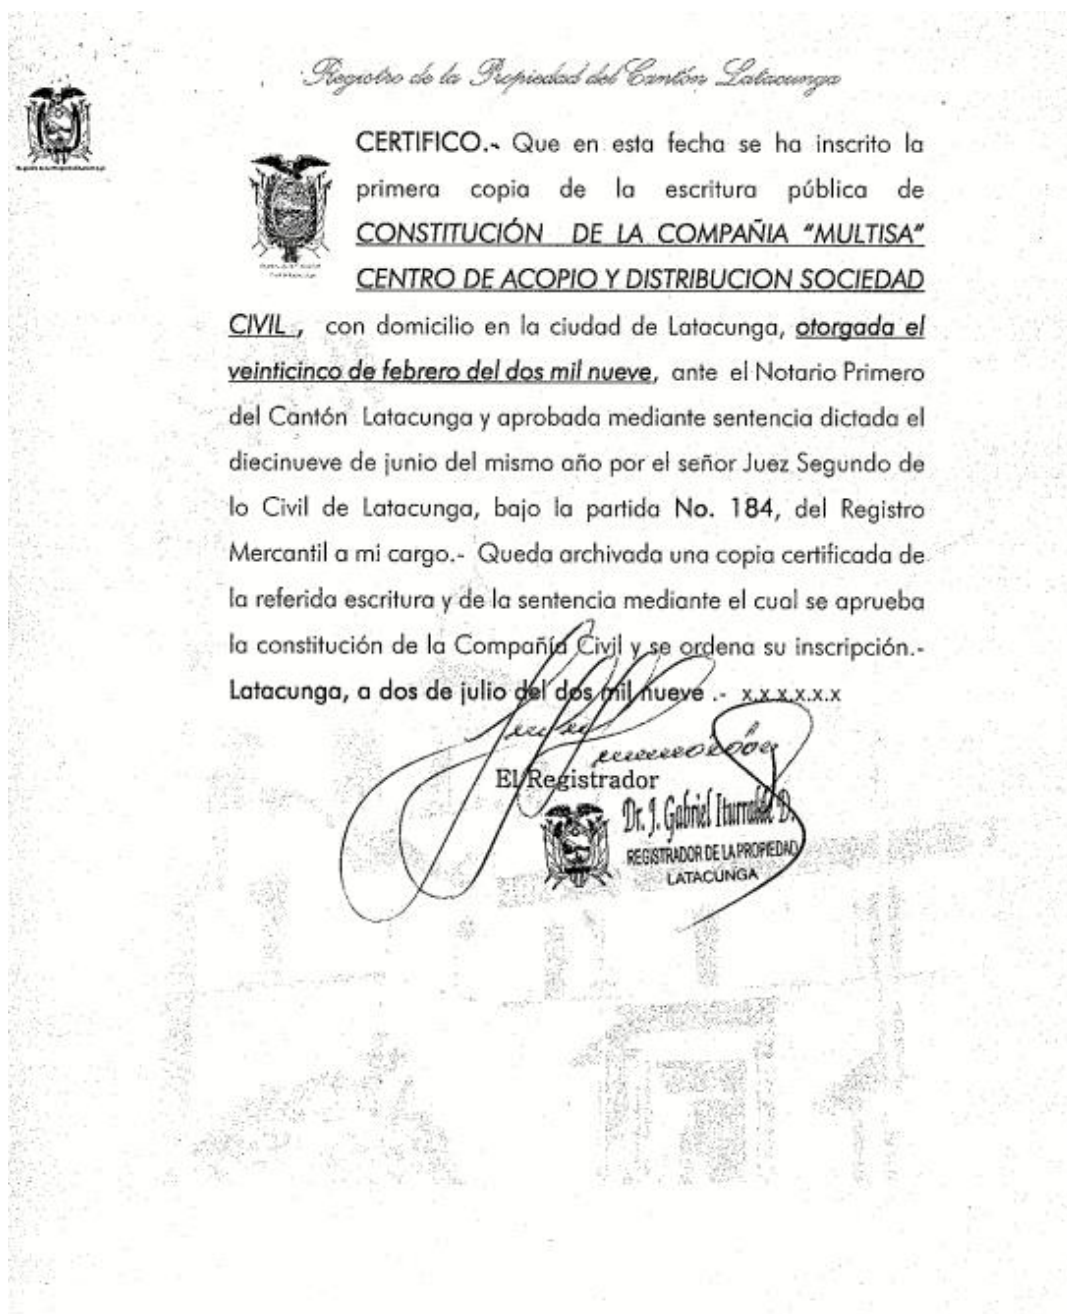 Registro de la Propiedad del Cantón Latacunga
CERTIFICO.- Que en esta fecha se ha inscrito la
primera copia de la escritura pública de
CONSTITUCIÓN DE LA COMPAÑIA "MULTISA"
CENTRO DE ACOPIO Y DISTRIBUCION SOCIEDAD
CIVIL , con domicilio en la ciudad de Latacunga, otorgada el
veinticinco de febrero del dos mil nueve, ante el Notario Primero
del Cantón Latacunga y aprobada mediante sentencia dictada el
diecinueve de junio del mismo año por el señor Juez Segundo de
lo Civil de Latacunga, bajo la partida No. 184, del Registro
Mercantil a mi cargo.- Queda archivada una copia certificada de
la referida escritura y de la sentencia mediante el cual se aprueba
la constitución de la Compañía Civil y se ordena su inscripción.-
Latacunga, a dos de julio del dos mil nueve .- x.x.x.x.x.x
El Registrador
Dr. J. Gabriel Iturralde D.
REGISTRADOR DE LA PROPIEDAD
LATACUNGA